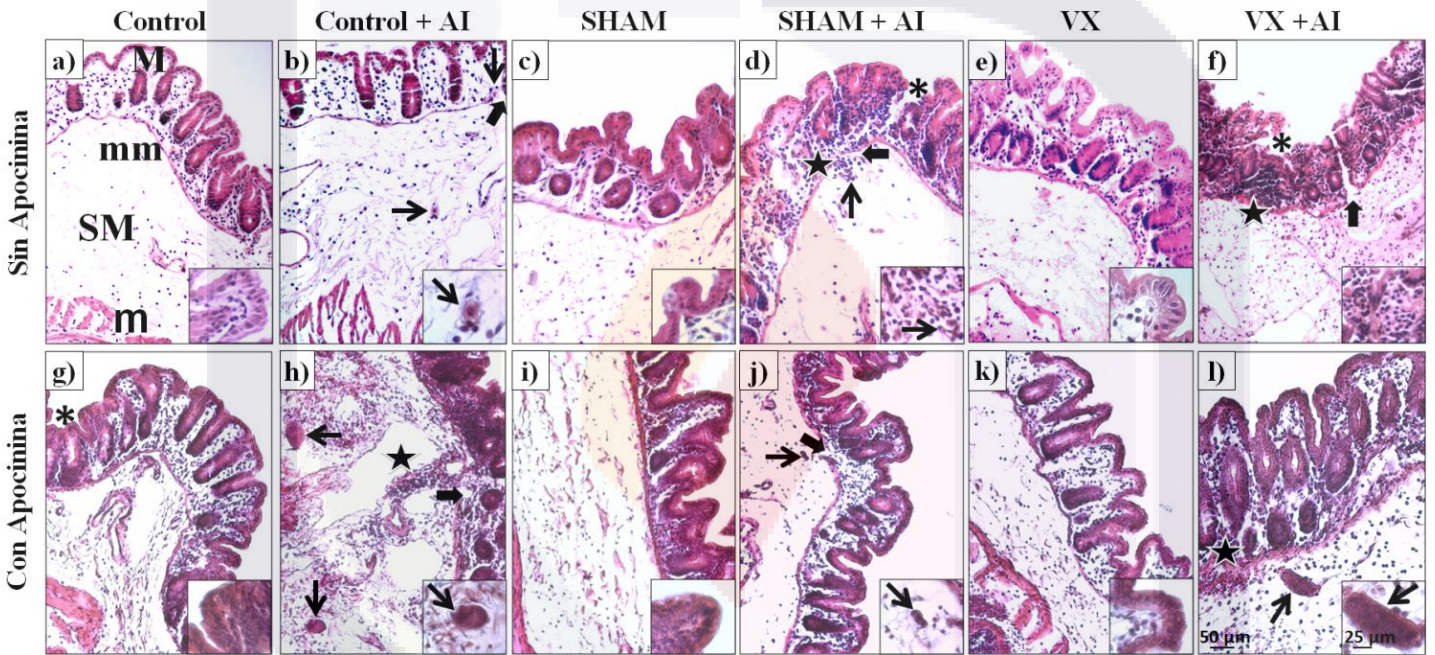 Control Control + AI SHAM SHAM + AI VX VX +AI
Sin Apocinina
a) b) c) d) e) f)
M
*
*
mm
SM
m
Con Apocinina
g) h) i) j) k) l)
*
50 µm 25 µm